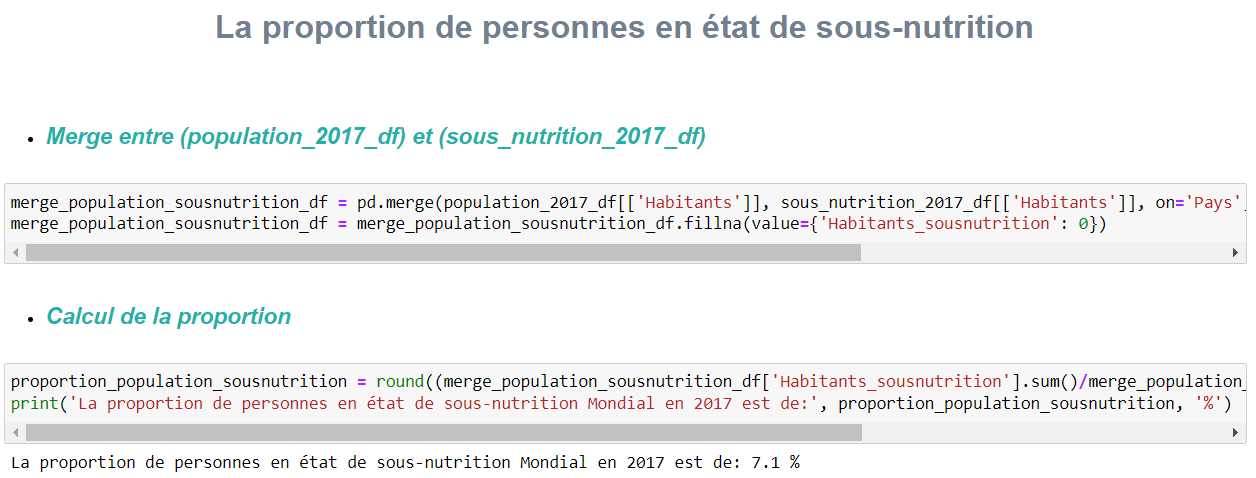 La proportion de personnes en état de sous-nutrition
Merge entre (population_2017_df) et (sous_nutrition_2017_df)
merge_population_sousnutrition_df = pd.merge(population_2017_df[['Habitants']], sous_nutrition_2017_df[['Habitants']], on='Pays',
merge_population_sousnutrition_df = merge_population_sousnutrition_df.fillna(value={'Habitants_sousnutrition': 0})
Calcul de la proportion
proportion_population_sousnutrition = round((merge_population_sousnutrition_df['Habitants_sousnutrition'].sum()/merge_population_
print('La proportion de personnes en état de sous-nutrition Mondial en 2017 est de:', proportion_population_sousnutrition, '%')
La proportion de personnes en état de sous-nutrition Mondial en 2017 est de: 7.1 %